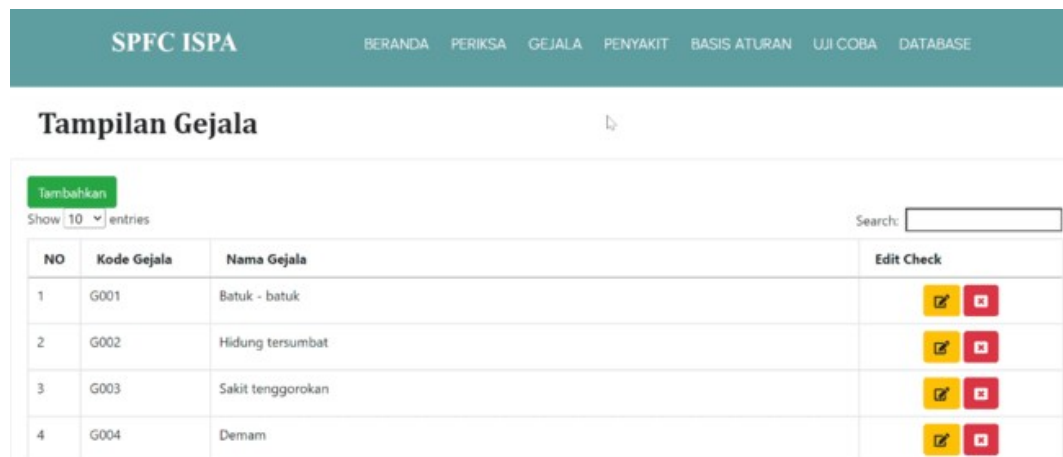 SPFC ISPA BERANDA PERIKSA GEJALA PENYAKIT BASIS ATURAN UJI COBA DATABASE
Tampilan Gejala
Tambahkan
Show 10 entries Search:
NO Kode Gejala Nama Gejala Edit Check
1 G001 Batuk - batuk
2 G002 Hidung tersumbat
3 G003 Sakit tenggorokan
4 G004 Demam